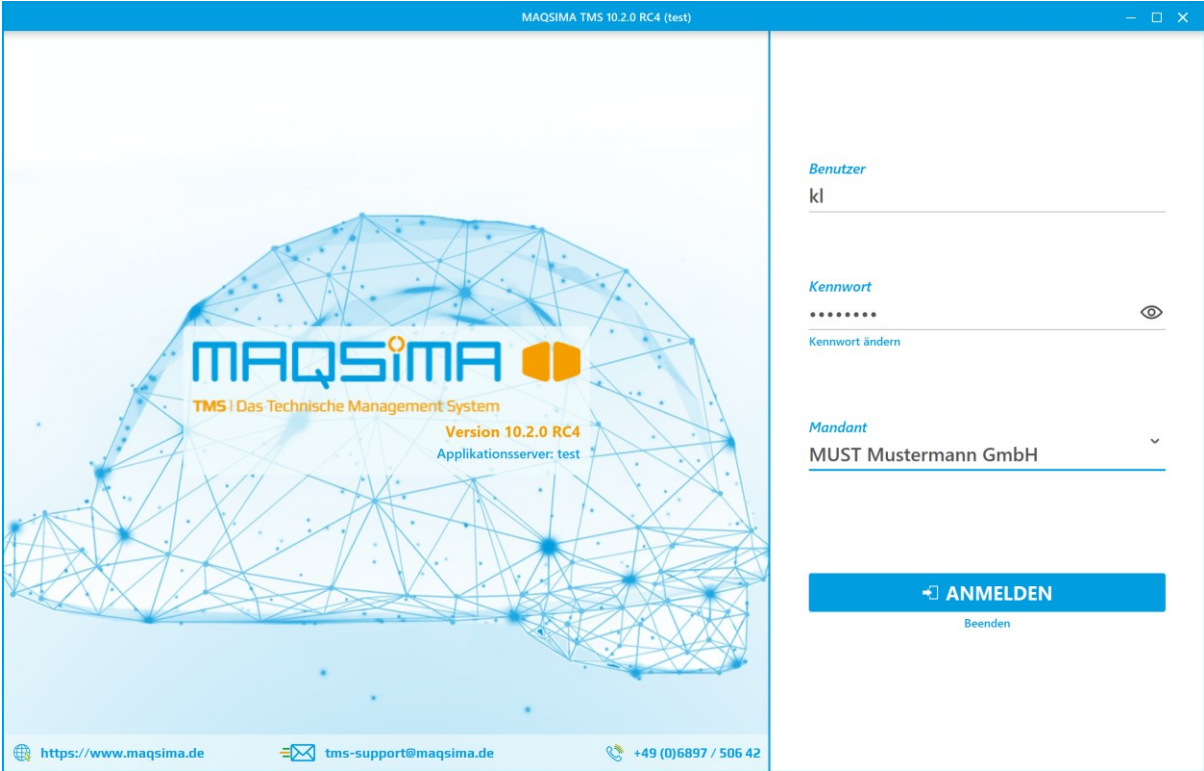 MAQSIMA TMS 10.2.0 RC4 (test)
MAQSIMA
TMS | Das Technische Management System
Version 10.2.0 RC4
Applikationsserver: test
https://www.maqsima.de
tms-support@maqsima.de
+49 (0)6897 / 506 42
Benutzer
kl
Kennwort
••••••••
Kennwort ändern
Mandant
MUST Mustermann GmbH
ANMELDEN
Beenden